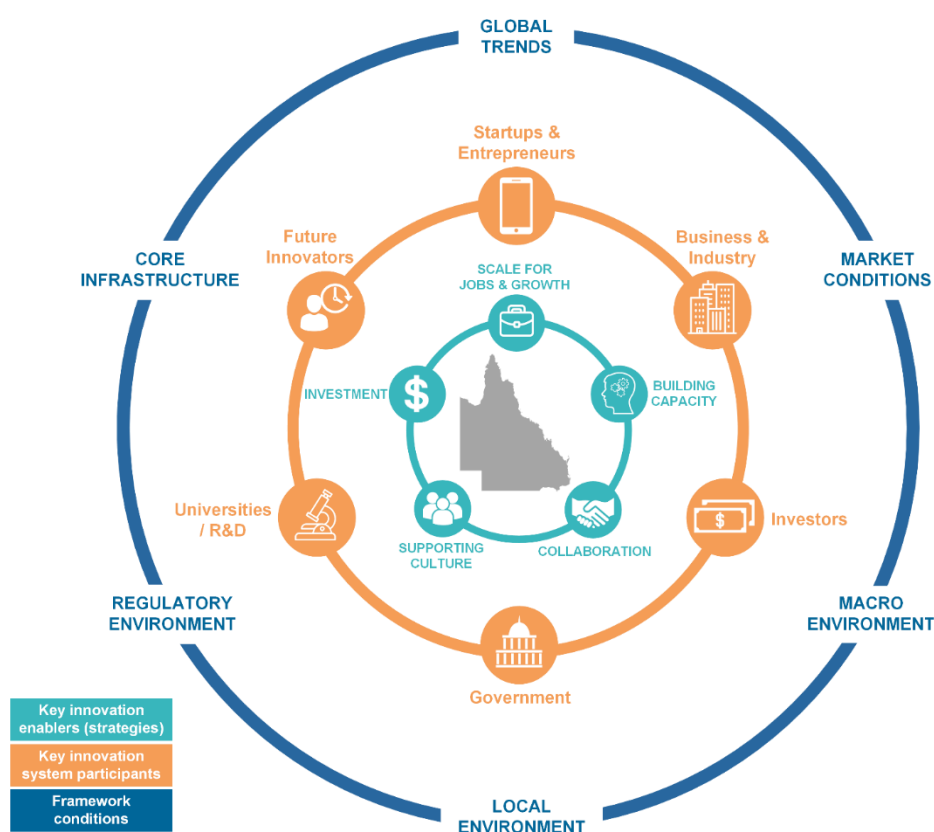 GLOBAL
TRENDS
Startups &
Entrepreneurs
Future
Innovators
Business &
Industry
CORE
INFRASTRUCTURE
MARKET
CONDITIONS
SCALE FOR
JOBS & GROWTH
INVESTMENT
$
BUILDING
CAPACITY
Universities
/ R&D
$
Investors
SUPPORTING
CULTURE
COLLABORATION
REGULATORY
ENVIRONMENT
MACRO
ENVIRONMENT
Government
Key innovation
enablers (strategies)
Key innovation
system participants
Framework
conditions
LOCAL
ENVIRONMENT